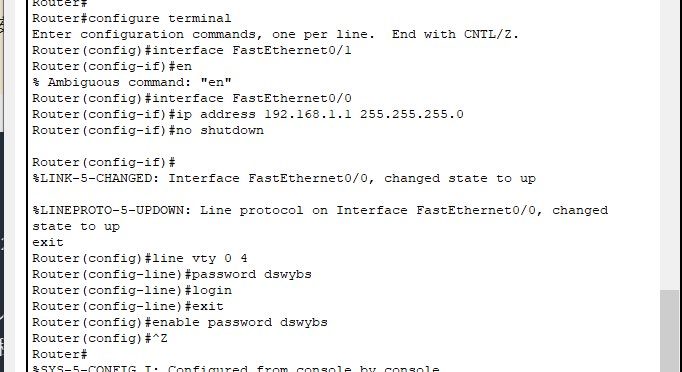 Router#
Router#configure terminal
Enter configuration commands, one per line.  End with CNTL/Z.
Router(config)#interface FastEthernet0/1
Router(config-if)#en
% Ambiguous command: "en"
Router(config)#interface FastEthernet0/0
Router(config-if)#ip address 192.168.1.1 255.255.255.0
Router(config-if)#no shutdown
Router(config-if)#
%LINK-5-CHANGED: Interface FastEthernet0/0, changed state to up
%LINEPROTO-5-UPDOWN: Line protocol on Interface FastEthernet0/0, changed
state to up
exit
Router(config)#line vty 0 4
Router(config-line)#password dswybs
Router(config-line)#login
Router(config-line)#exit
Router(config)#enable password dswybs
Router(config)#^Z
Router#
%SYS-5-CONFIG_I: Configured from console by console